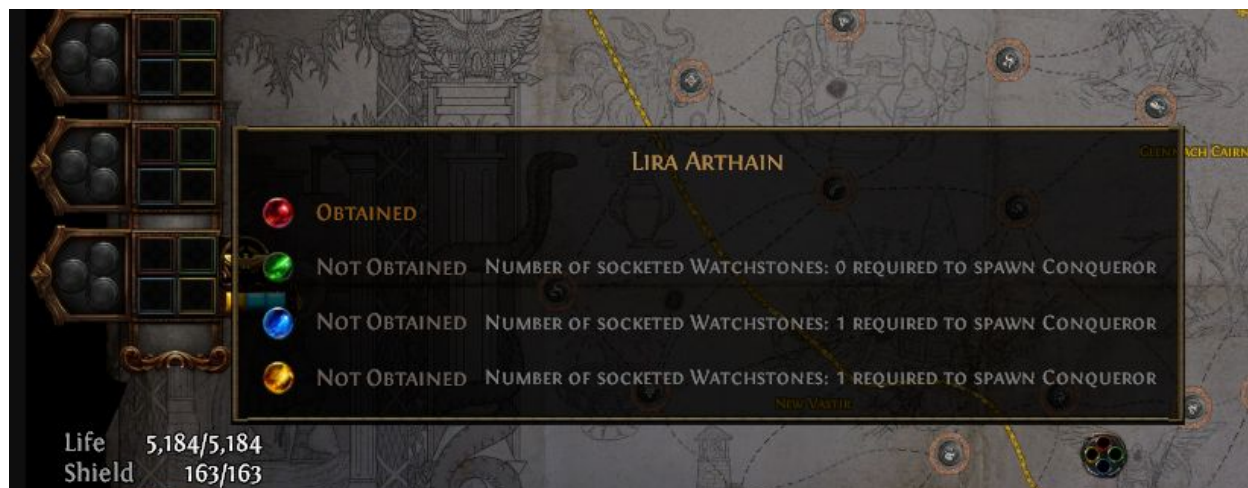 Lira Arthain
Obtained
Not Obtained Number of socketed Watchstones: 0 required to spawn Conqueror
Not Obtained Number of socketed Watchstones: 1 required to spawn Conqueror
Not Obtained Number of socketed Watchstones: 1 required to spawn Conqueror
New Vastir
Life 5,184/5,184
Shield 163/163